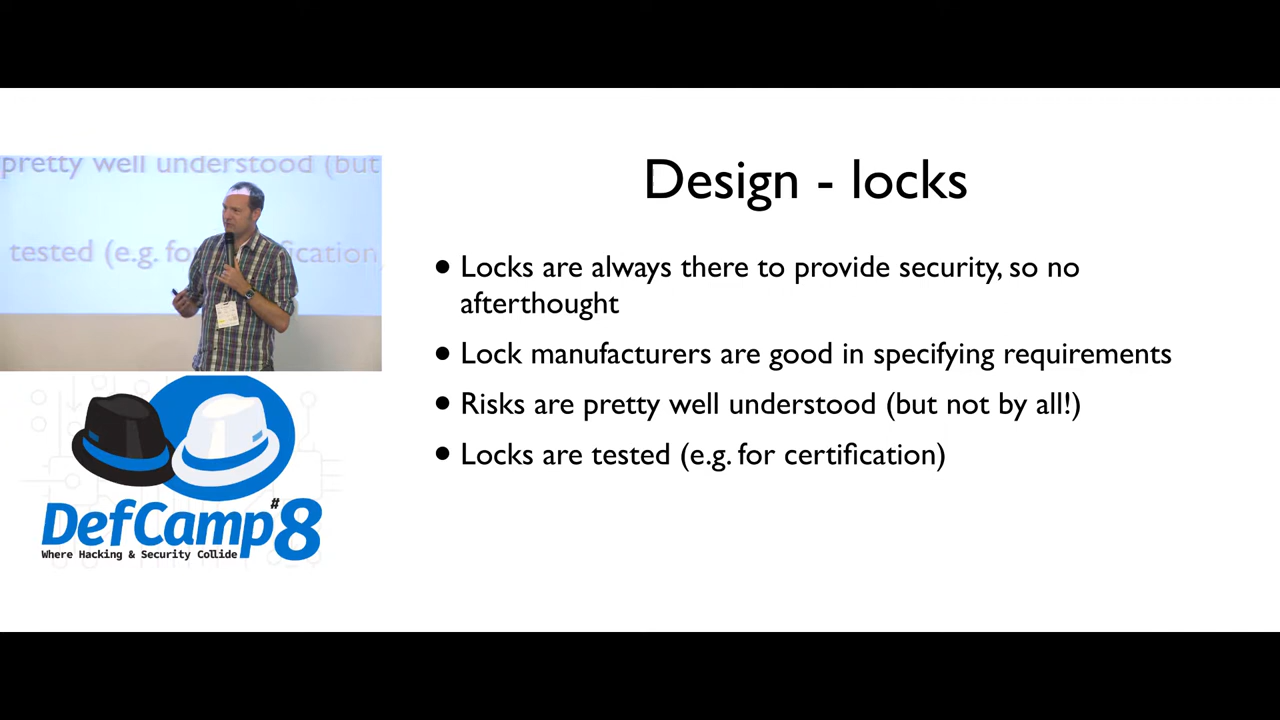 pretty well understood (but
tested (e.g. for
ication
Design - locks
• Locks are always there to provide security, so no
afterthought
• Lock manufacturers are good in specifying requirements
• Risks are pretty well understood (but not by all!)
• Locks are tested (e.g. for certification)
DefCamp#8
Where Hacking & Security Collide